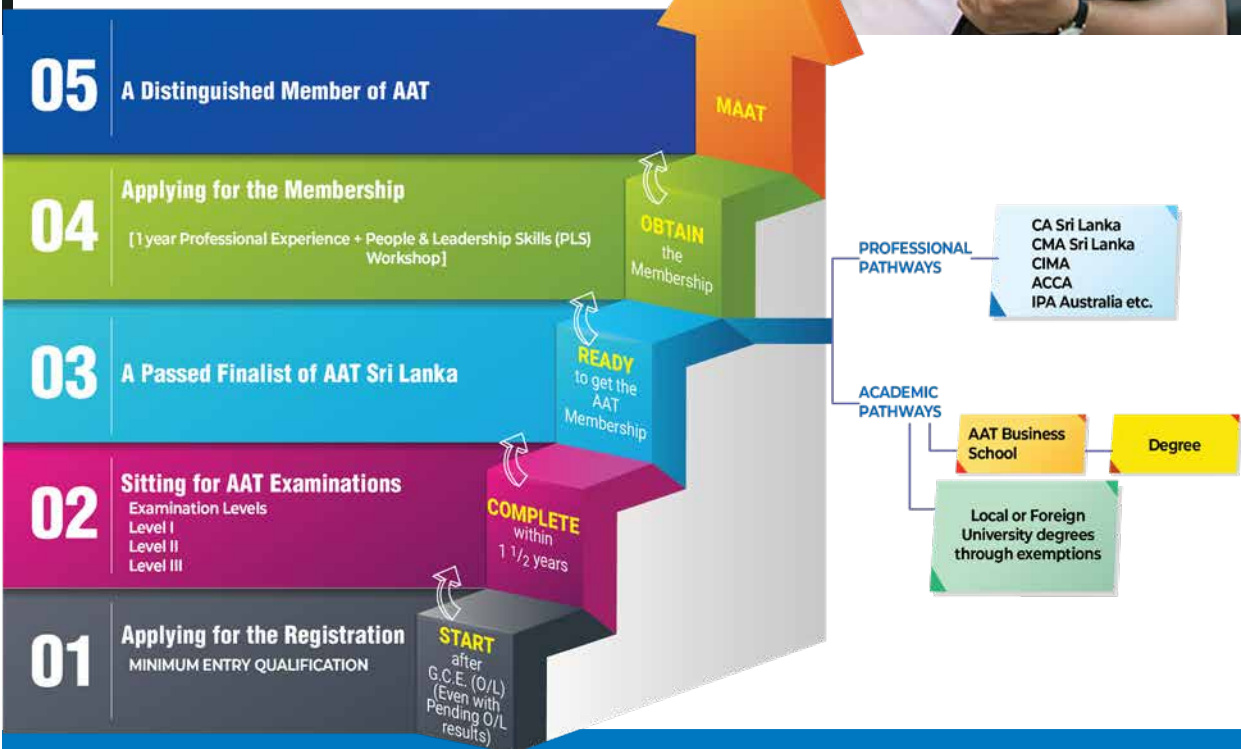 05
A Distinguished Member of AAT
MAAT
04
Applying for the Membership
[1 year Professional Experience + People & Leadership Skills (PLS)
Workshop]
OBTAIN
the
Membership
03
A Passed Finalist of AAT Sri Lanka
READY
to get the
AAT
Membership
02
Sitting for AAT Examinations
Examination Levels
Level I
Level II
Level III
COMPLETE
within
1 1/2 years
01
Applying for the Registration
MINIMUM ENTRY QUALIFICATION
START
after
G.C.E. (O/L)
(Even with
Pending O/L
results)
PROFESSIONAL
PATHWAYS
CA Sri Lanka
CMA Sri Lanka
CIMA
ACCA
IPA Australia etc.
ACADEMIC
PATHWAYS
AAT Business
School
Degree
Local or Foreign
University degrees
through exemptions